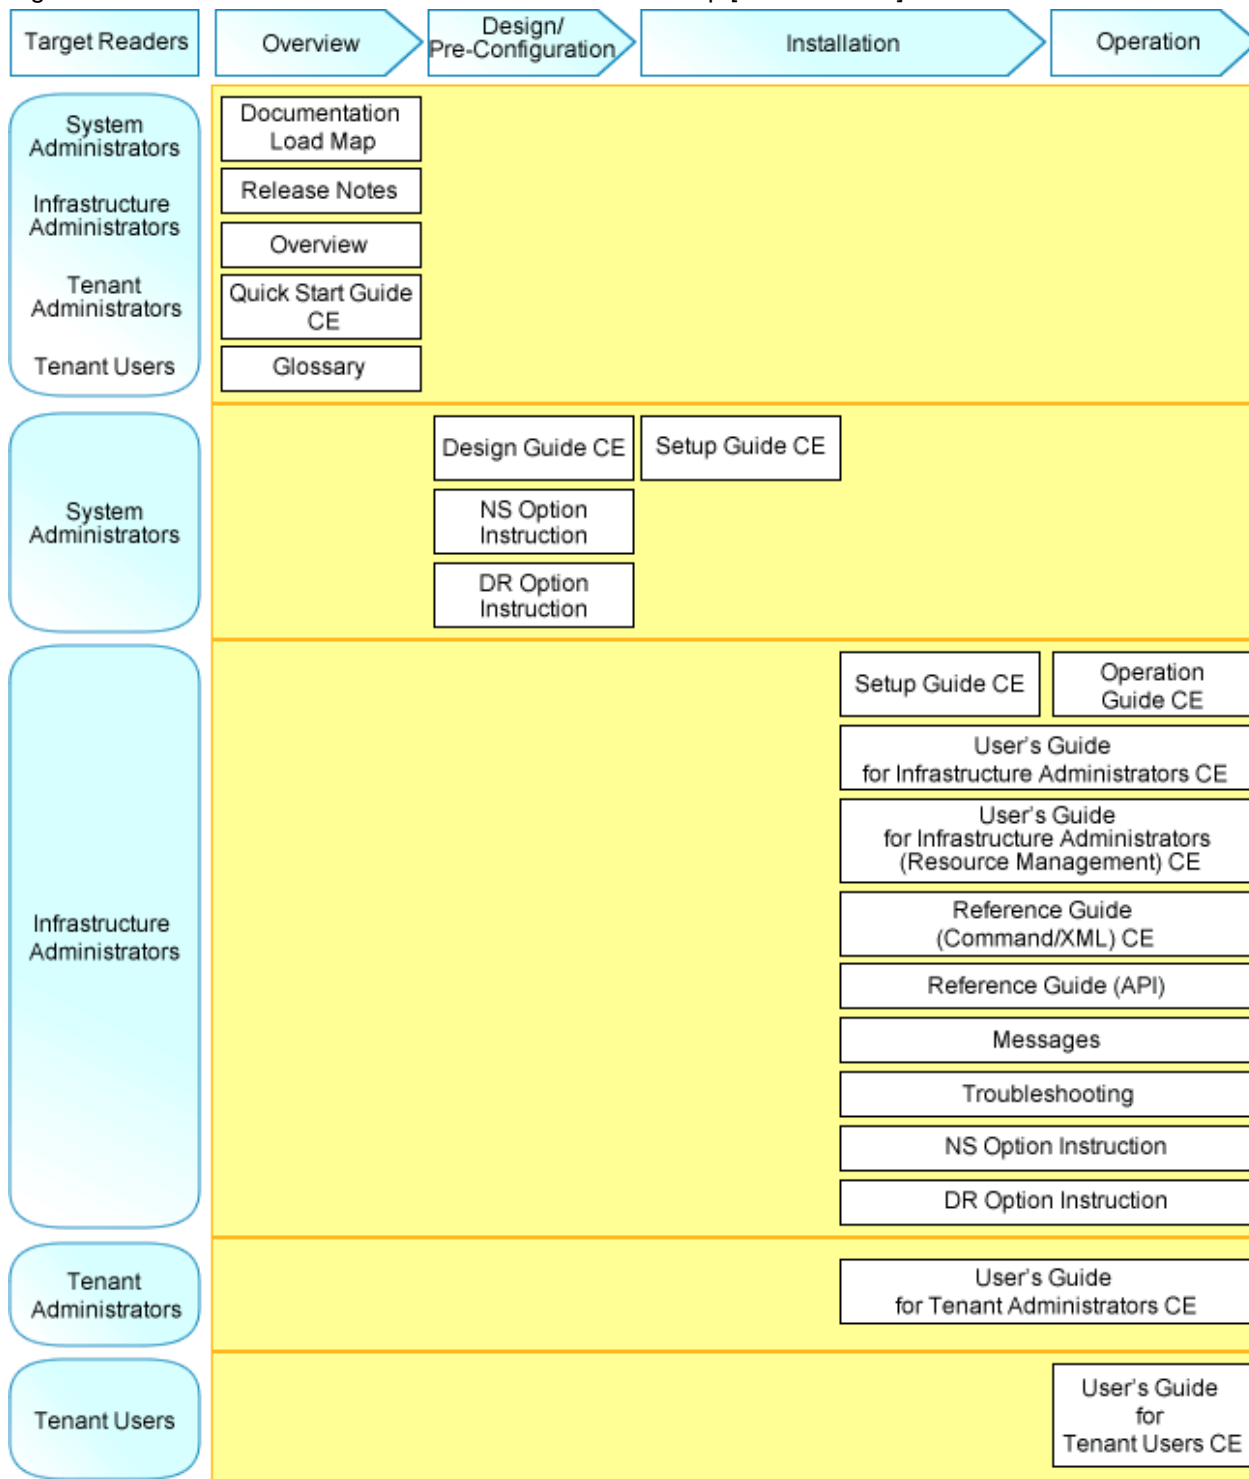 Target Readers
Overview
Design/
Pre-Configuration
Installation
Operation
System
Administrators
Infrastructure
Administrators
Tenant
Administrators
Tenant Users
Documentation
Load Map
Release Notes
Overview
Quick Start Guide
CE
Glossary
System
Administrators
Design Guide CE
Setup Guide CE
NS Option
Instruction
DR Option
Instruction
Infrastructure
Administrators
Setup Guide CE
Operation
Guide CE
User's Guide
for Infrastructure Administrators CE
User's Guide
for Infrastructure Administrators
(Resource Management) CE
Reference Guide
(Command/XML) CE
Reference Guide (API)
Messages
Troubleshooting
NS Option Instruction
DR Option Instruction
Tenant
Administrators
User's Guide
for Tenant Administrators CE
Tenant Users
User's Guide
for
Tenant Users CE